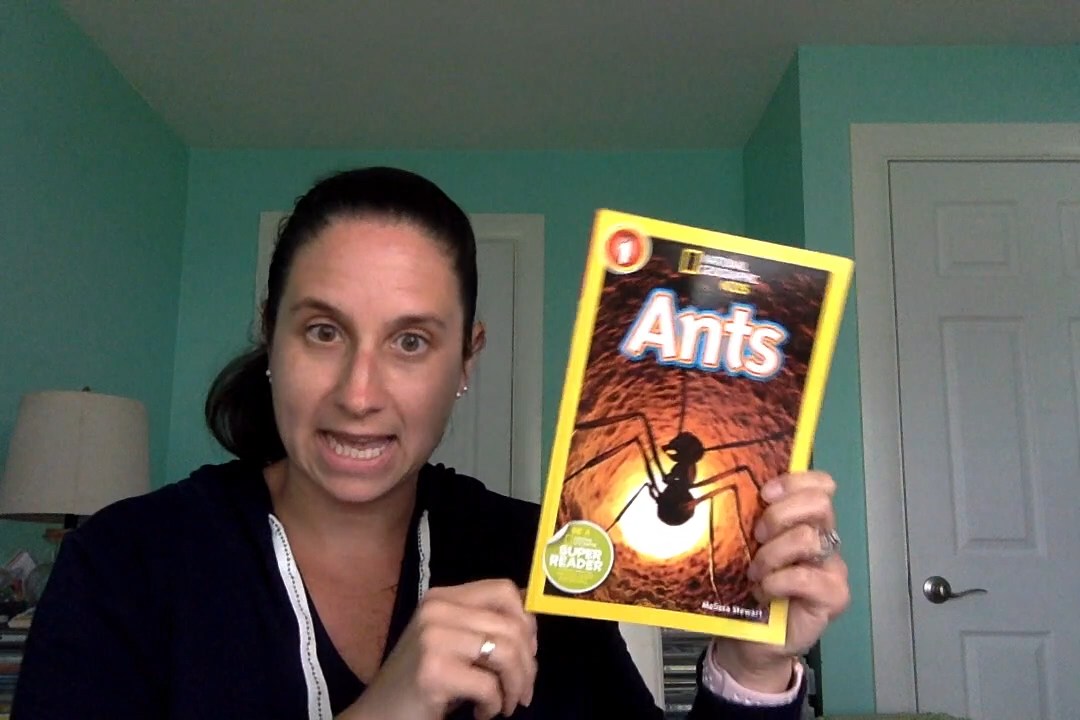 1
NATIONAL
GEOGRAPHIC
KiDS
Ants
SUPER
READER
Melissa Stewart